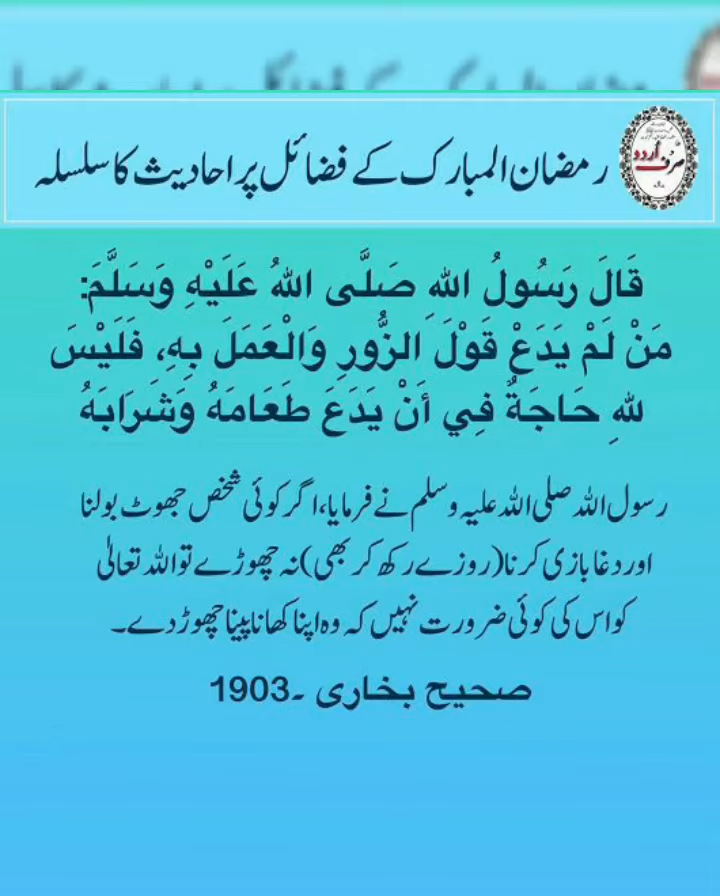 رمضان المبارک کے فضائل پر احادیث کا سلسلہ
اردو
قَالَ رَسُولُ اللهِ صَلَّى اللهُ عَلَيْهِ وَسَلَّمَ:
مَنْ لَمْ يَدَعْ قَوْلَ الزُّورِ وَالْعَمَلَ بِهِ، فَلَيْسَ
لِلهِ حَاجَةٌ فِي أَنْ يَدَعَ طَعَامَهُ وَشَرَابَهُ
رسول اللہ صلی اللہ علیہ وسلم نے فرمایا، اگر کوئی شخص جھوٹ بولنا
اور دغا بازی کرنا (روزے رکھ کر بھی) نہ چھوڑے تو اللہ تعالیٰ
کو اس کی کوئی ضرورت نہیں کہ وہ اپنا کھانا پینا چھوڑ دے۔
صحیح بخاری ۔1903